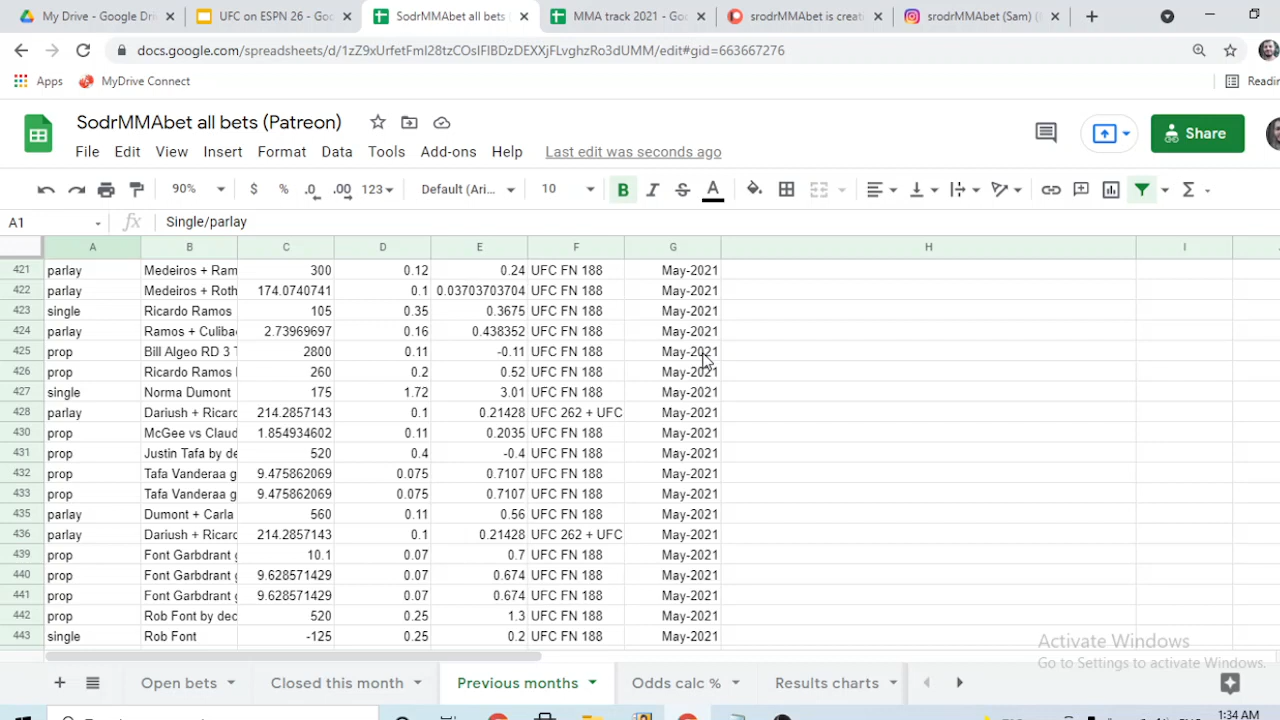 My Drive - Google Dri
UFC on ESPN 26 - Goo
SodrMMAbet all bets (
MMA track 2021 - Goo
srodrMMAbet is creati
srodrMMAbet (Sam) (
docs.google.com/spreadsheets/d/1zZ9xUrfetFmI28tzCOsIFIBDzDEXXjFLvghzRo3dUMM/edit#gid=663667276
Apps MyDrive Connect Readin
SodrMMAbet all bets (Patreon)
File Edit View Insert Format Data Tools Add-ons Help Last edit was seconds ago
Share
90% $ % .0 .00 123 Default (Ari... 10 B I S A
A1 fx Single/parlay
A B C D E F G H I
421 parlay Medeiros + Ram 300 0.12 0.24 UFC FN 188 May-2021
422 parlay Medeiros + Roth 174.0740741 0.1 0.03703703704 UFC FN 188 May-2021
423 single Ricardo Ramos 105 0.35 0.3675 UFC FN 188 May-2021
424 parlay Ramos + Culiba 2.73969697 0.16 0.438352 UFC FN 188 May-2021
425 prop Bill Algeo RD 3 T 2800 0.11 -0.11 UFC FN 188 May-2021
426 prop Ricardo Ramos 260 0.2 0.52 UFC FN 188 May-2021
427 single Norma Dumont 175 1.72 3.01 UFC FN 188 May-2021
428 parlay Dariush + Ricarc 214.2857143 0.1 0.21428 UFC 262 + UFC May-2021
430 prop McGee vs Claud 1.854934602 0.11 0.2035 UFC FN 188 May-2021
431 prop Justin Tafa by de 520 0.4 -0.4 UFC FN 188 May-2021
432 prop Tafa Vanderaa g 9.475862069 0.075 0.7107 UFC FN 188 May-2021
433 prop Tafa Vanderaa g 9.475862069 0.075 0.7107 UFC FN 188 May-2021
435 parlay Dumont + Carla 560 0.11 0.56 UFC FN 188 May-2021
436 parlay Dariush + Ricarc 214.2857143 0.1 0.21428 UFC 262 + UFC May-2021
439 prop Font Garbdrant g 10.1 0.07 0.7 UFC FN 188 May-2021
440 prop Font Garbdrant g 9.628571429 0.07 0.674 UFC FN 188 May-2021
441 prop Font Garbdrant g 9.628571429 0.07 0.674 UFC FN 188 May-2021
442 prop Rob Font by dec 520 0.25 1.3 UFC FN 188 May-2021
443 single Rob Font -125 0.25 0.2 UFC FN 188 May-2021
Activate Windows
Go to Settings to activate Windows.
Open bets Closed this month Previous months Odds calc % Results charts
1:34 AM